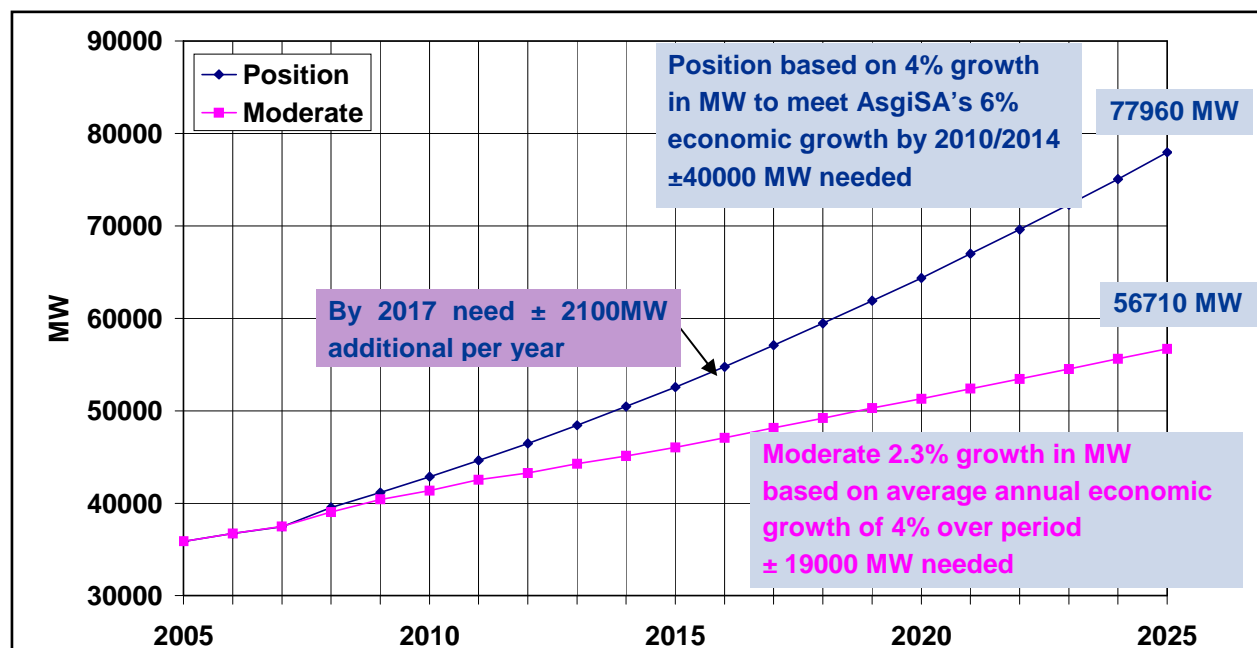 90000
80000
70000
60000
50000
40000
30000
MW
Position
Moderate
Position based on 4% growth
in MW to meet AsgiSA’s 6%
economic growth by 2010/2014
±40000 MW needed
77960 MW
By 2017 need ± 2100MW
additional per year
56710 MW
Moderate 2.3% growth in MW
based on average annual economic
growth of 4% over period
± 19000 MW needed
2005
2010
2015
2020
2025